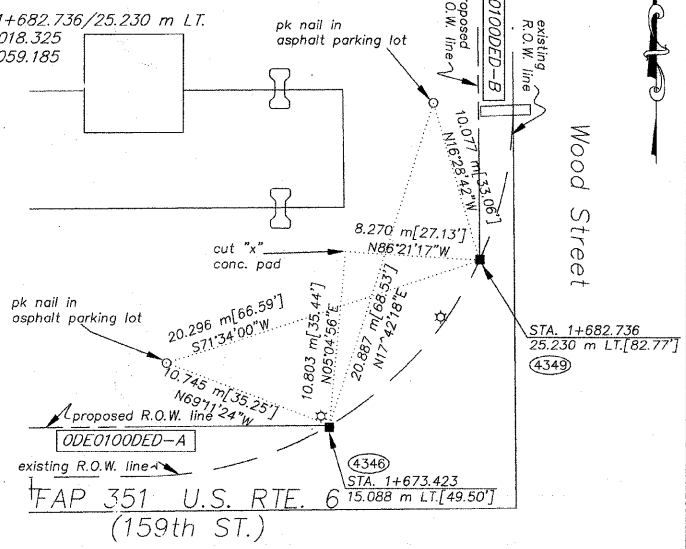 1+682.736/25.230 m LT.
018.325
059.185
pk nail in
asphalt parking lot
proposed
R.O.W. line
0DE0100DED-B
existing
R.O.W. line
Wood Street
10.077 m[33.06']
N16°28'42"W
8.270 m[27.13']
N86°21'17"W
cut "x"
conc. pad
pk nail in
asphalt parking lot
20.296 m[66.59']
S71°34'00"W
10.803 m[35.44']
N05°04'56"E
20.887 m[68.53']
N17°42'18"E
STA. 1+682.736
25.230 m LT.[82.77']
4349
10.745 m[35.25']
N69°11'24"W
proposed R.O.W. line
0DE0100DED-A
existing R.O.W. line
4346
STA. 1+673.423
15.088 m LT.[49.50']
FAP 351 U.S. RTE. 6
(159th ST.)